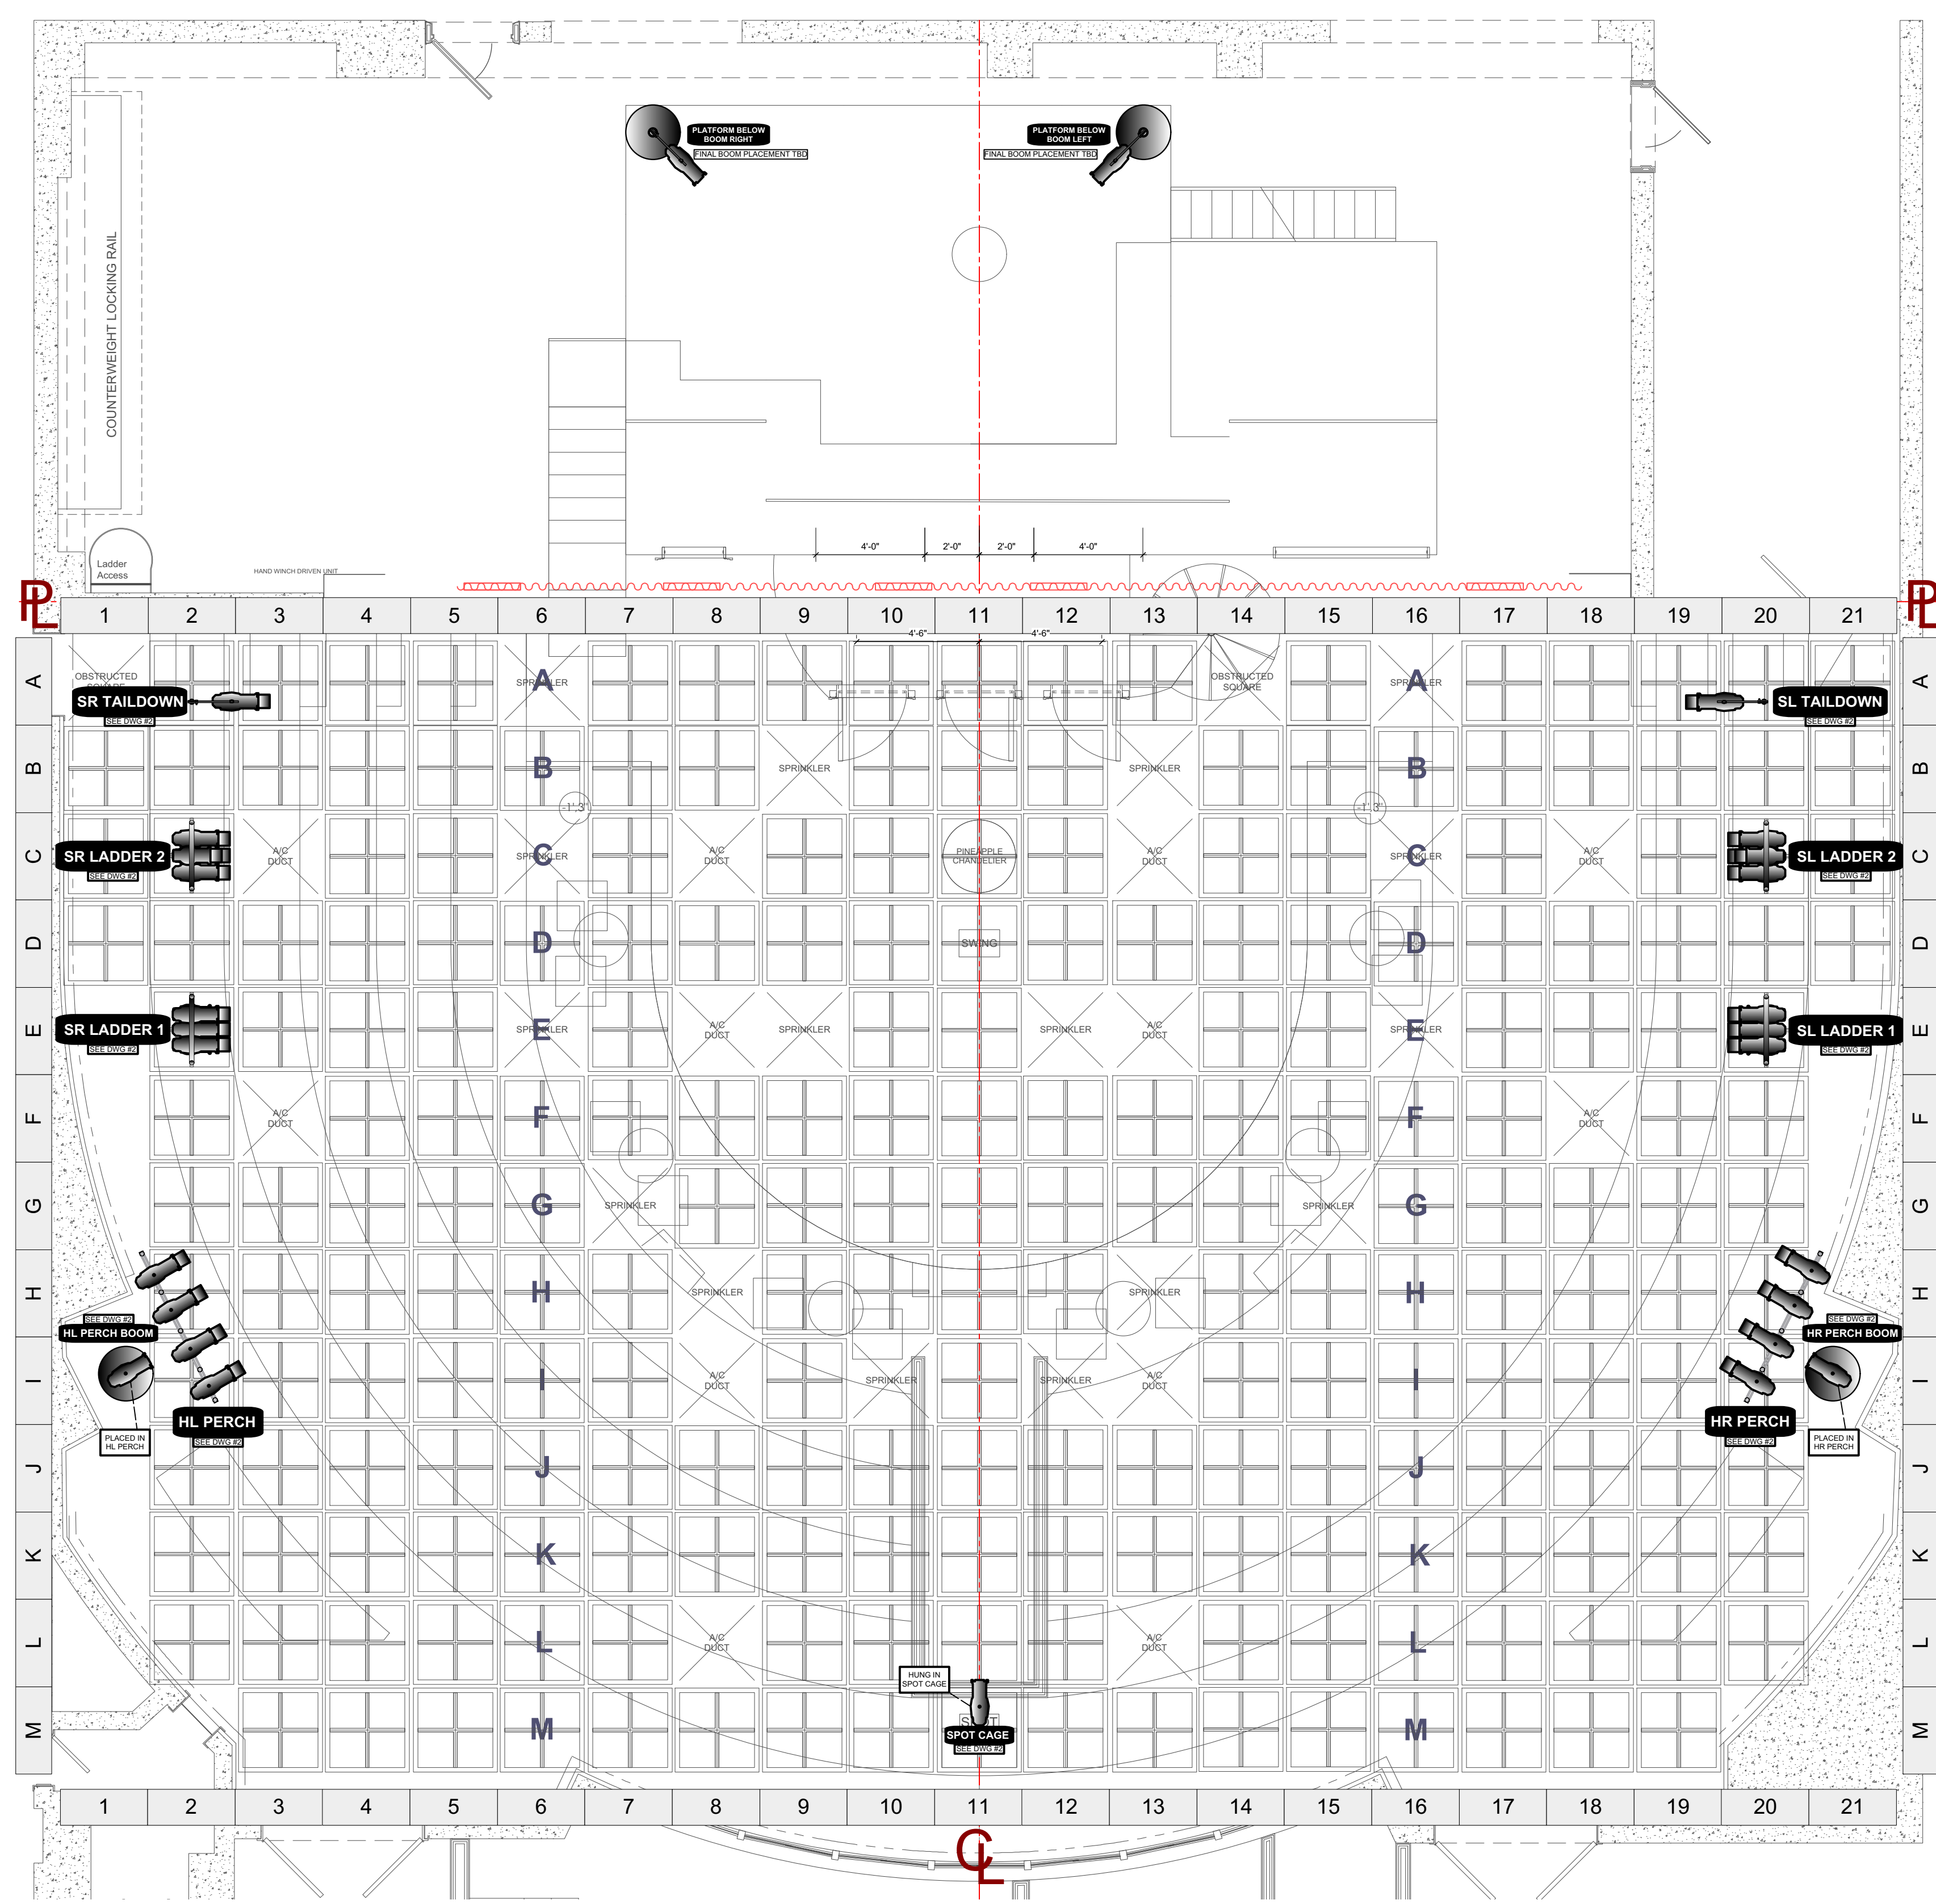 PLATFORM BELOW
BOOM RIGHT
FINAL BOOM PLACEMENT TBD
PLATFORM BELOW
BOOM LEFT
FINAL BOOM PLACEMENT TBD
COUNTERWEIGHT LOCKING RAIL
Ladder
Access
HAND WINCH DRIVEN UNIT
4'-0" 2'-0" 2'-0" 4'-0"
PL PL
1 2 3 4 5 6 7 8 9 10 11 12 13 14 15 16 17 18 19 20 21
4'-6" 4'-6"
A A A A
OBSTRUCTED
SQUARE
SPRINKLER
OBSTRUCTED
SQUARE
SPRINKLER
SR TAILDOWN
SEE DWG #2
SL TAILDOWN
SEE DWG #2
B B B B
SPRINKLER SPRINKLER
-1'.3" -1'.3"
C C C C
SR LADDER 2
SEE DWG #2
A/C
DUCT
SPRINKLER
A/C
DUCT
PINEAPPLE
CHANDELIER
A/C
DUCT
SPRINKLER
A/C
DUCT
SL LADDER 2
SEE DWG #2
D D D D
SWING
E E E E
SR LADDER 1
SEE DWG #2
SPRINKLER
A/C
DUCT
SPRINKLER
SPRINKLER
A/C
DUCT
SPRINKLER
SL LADDER 1
SEE DWG #2
F F F F
A/C
DUCT
A/C
DUCT
G G G G
SPRINKLER SPRINKLER
H H H H
SPRINKLER SPRINKLER
SEE DWG #2
HL PERCH BOOM
SEE DWG #2
HR PERCH BOOM
I I I I
A/C
DUCT
SPRINKLER
SPRINKLER
A/C
DUCT
HL PERCH
SEE DWG #2
PLACED IN
HL PERCH
HR PERCH
SEE DWG #2
PLACED IN
HR PERCH
J J J J
K K K K
L L L L
A/C
DUCT
A/C
DUCT
HUNG IN
SPOT CAGE
M M M M
SPOT
SPOT CAGE
SEE DWG #2
1 2 3 4 5 6 7 8 9 10 11 12 13 14 15 16 17 18 19 20 21
CL